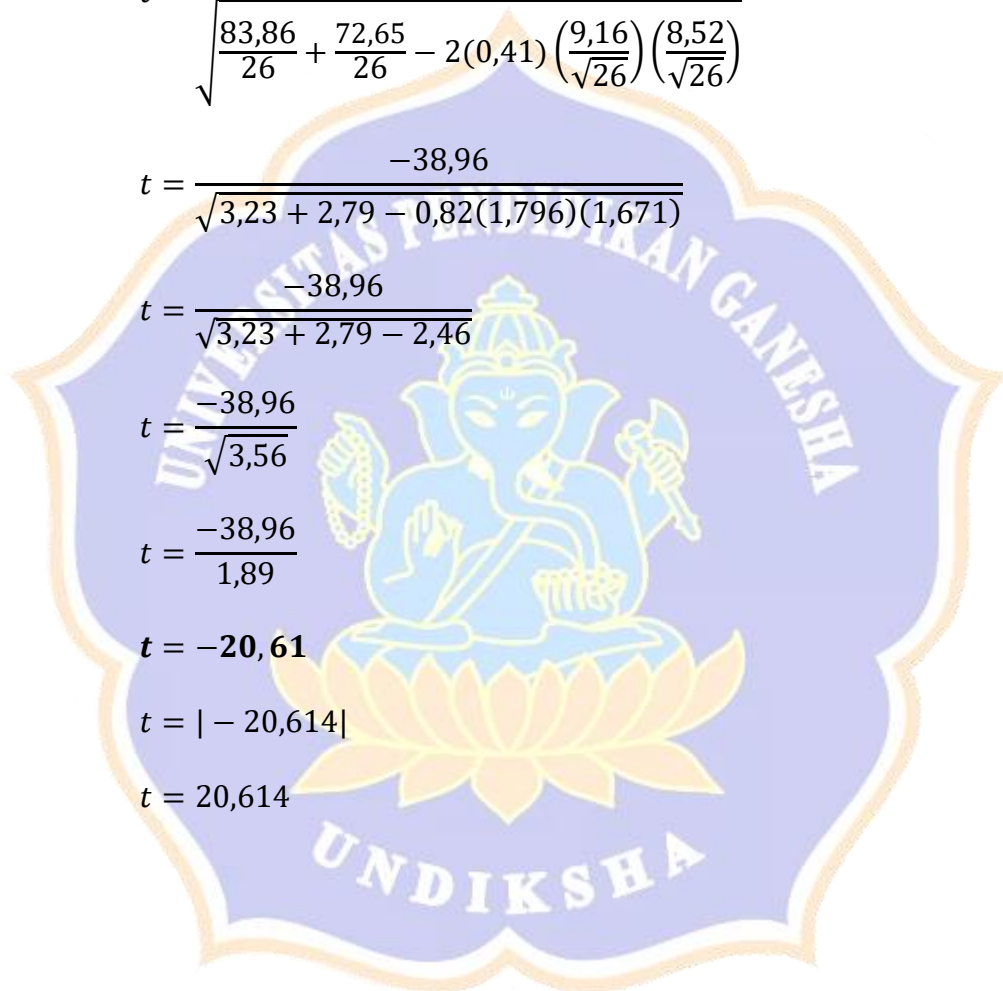 √(83,86/26 + 72,65/26 − 2(0,41) (9,16/√26) (8,52/√26))
t = −38,96/√(3,23 + 2,79 − 0,82(1,796)(1,671))
t = −38,96/√(3,23 + 2,79 − 2,46)
t = −38,96/√3,56
t = −38,96/1,89
t = −20,61
t = |− 20,614|
t = 20,614
UNIVERSITAS PENDIDIKAN GANESHA
UNDIKSHA